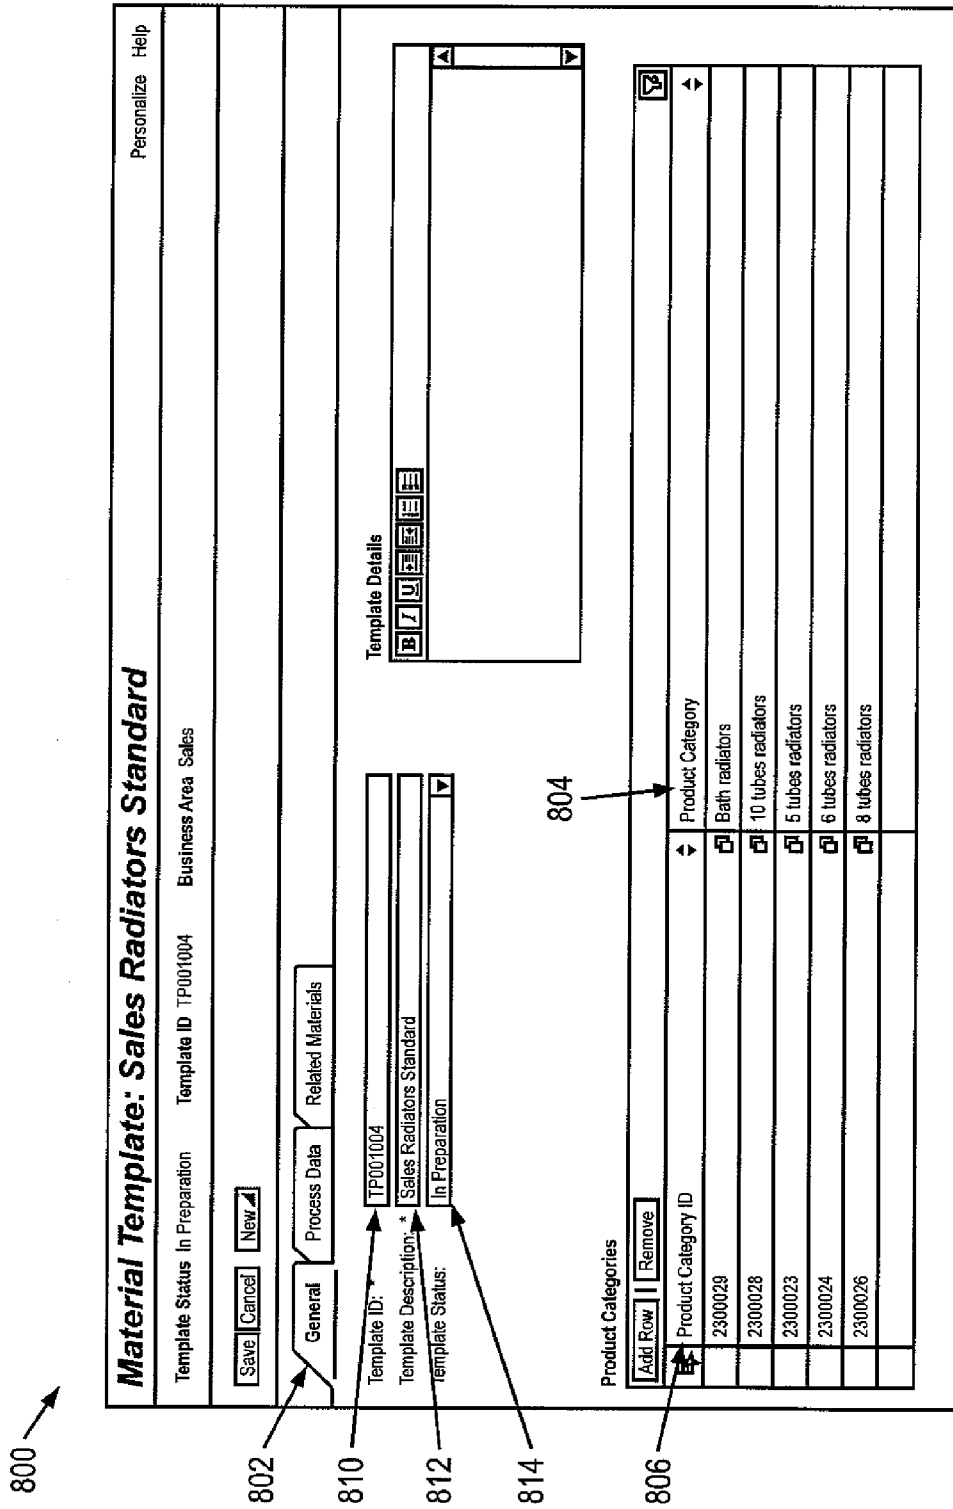 800
Material Template: Sales Radiators Standard
Personalize Help
Template Status In Preparation Template ID TP001004 Business Area Sales
Save Cancel New
802
General Process Data Related Materials
810
Template ID: * TP001004
812
Template Description: * Sales Radiators Standard
814
Template Status: In Preparation
Template Details
B I U
804
Product Categories
Add Row Remove
806
Product Category ID Product Category
2300029 Bath radiators
2300028 10 tubes radiators
2300023 5 tubes radiators
2300024 6 tubes radiators
2300026 8 tubes radiators